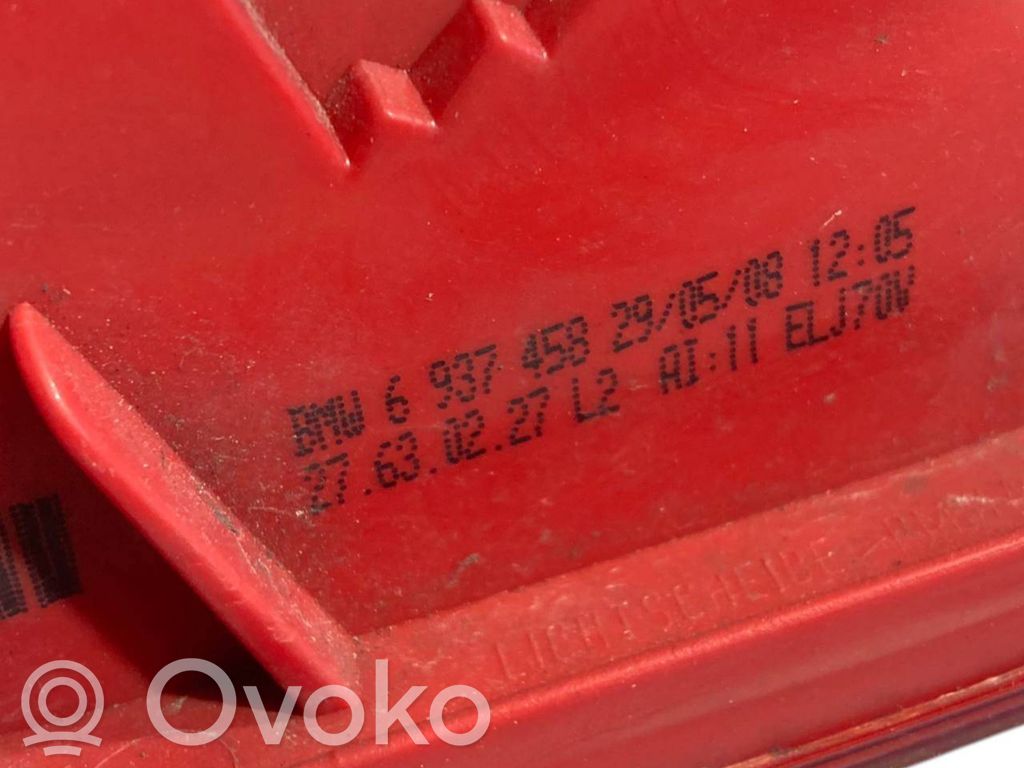 BMW 6 937 458 29/05/08 12:05
27.63.02.27 L2 AI:11 ELJ70V
LICHTSCHEIBE
Ovoko